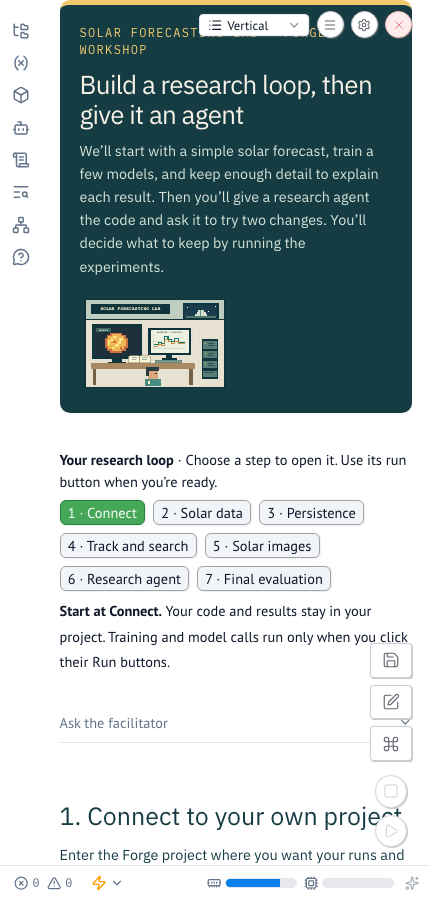 SOLAR FORECASTING LAB
WORKSHOP
Vertical
Build a research loop, then
give it an agent
We'll start with a simple solar forecast, train a
few models, and keep enough detail to explain
each result. Then you'll give a research agent
the code and ask it to try two changes. You'll
decide what to keep by running the
experiments.
SOLAR FORECASTING LAB
Your research loop · Choose a step to open it. Use its run
button when you're ready.
1 · Connect
2 · Solar data
3 · Persistence
4 · Track and search
5 · Solar images
6 · Research agent
7 · Final evaluation
Start at Connect. Your code and results stay in your
project. Training and model calls run only when you click
their Run buttons.
Ask the facilitator
1. Connect to your own project
Enter the Forge project where you want your runs and
0
0